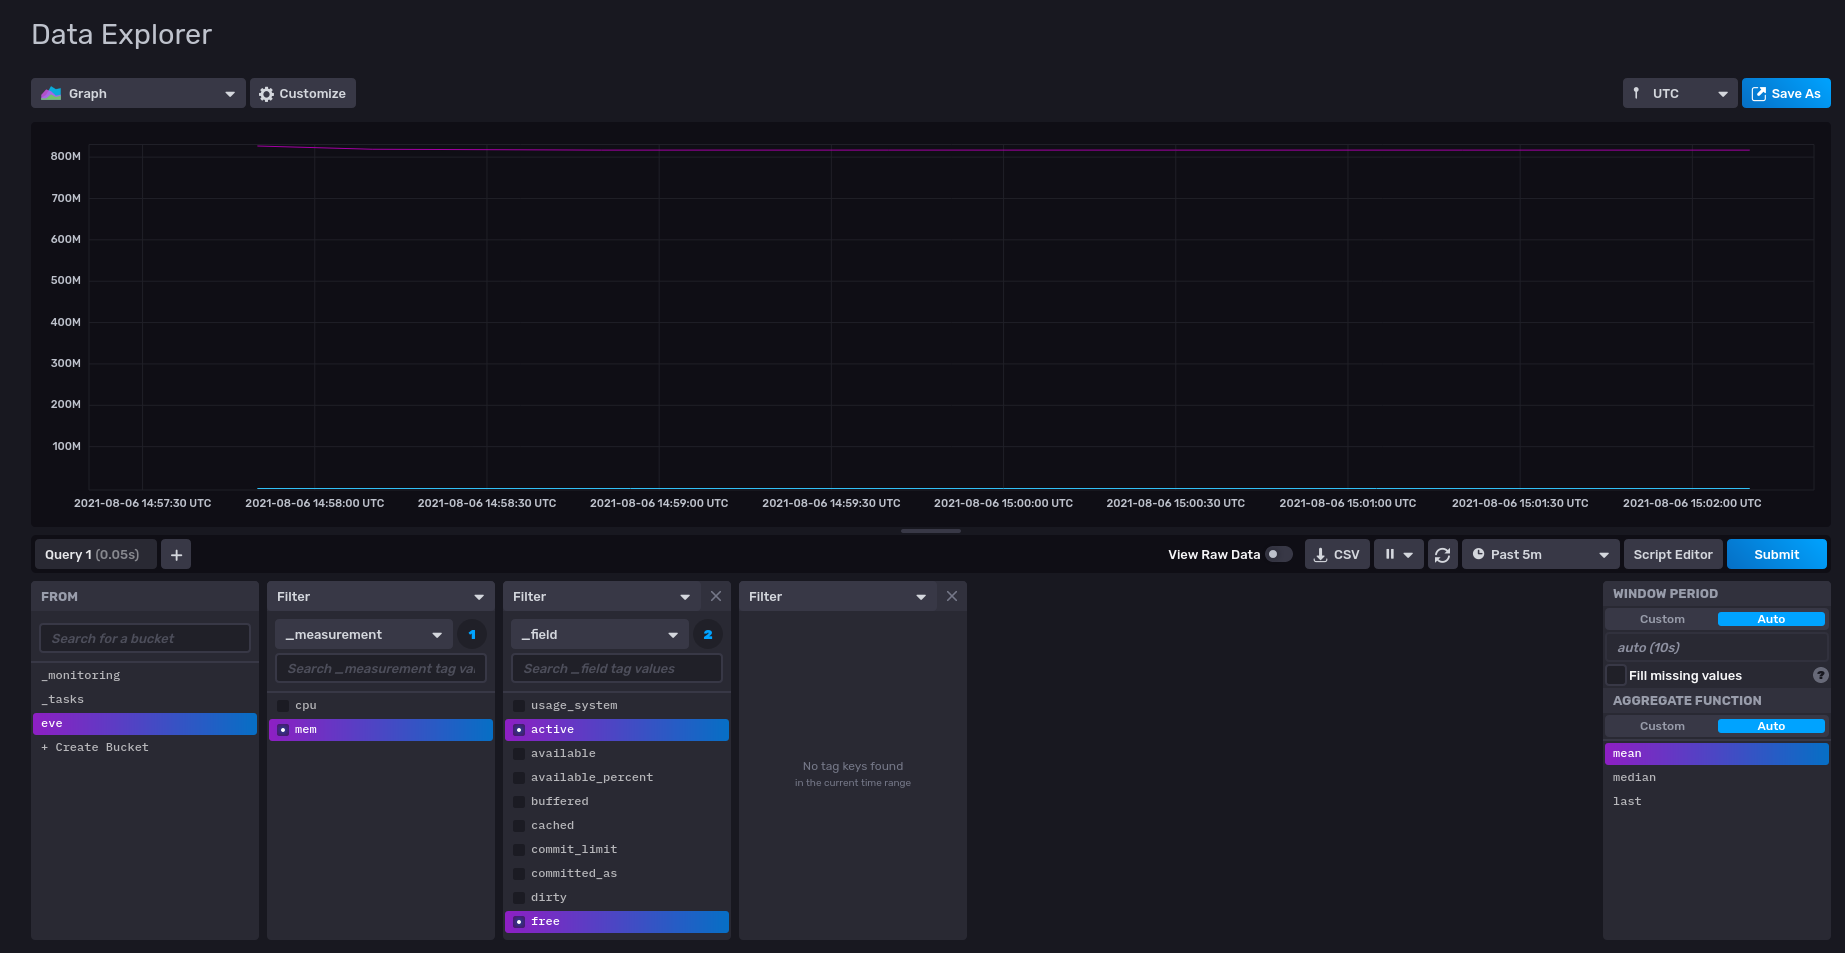 Data Explorer
Graph
Customize
UTC
Save As
800M
700M
600M
500M
400M
300M
200M
100M
2021-08-06 14:57:30 UTC
2021-08-06 14:58:00 UTC
2021-08-06 14:58:30 UTC
2021-08-06 14:59:00 UTC
2021-08-06 14:59:30 UTC
2021-08-06 15:00:00 UTC
2021-08-06 15:00:30 UTC
2021-08-06 15:01:00 UTC
2021-08-06 15:01:30 UTC
2021-08-06 15:02:00 UTC
Query 1 (0.05s)
+
View Raw Data
CSV
Past 5m
Script Editor
Submit
FROM
Search for a bucket
_monitoring
_tasks
eve
+ Create Bucket
Filter
_measurement
1
Search _measurement tag va
cpu
mem
Filter
_field
2
Search _field tag values
usage_system
active
available
available_percent
buffered
cached
commit_limit
committed_as
dirty
free
Filter
No tag keys found
in the current time range
WINDOW PERIOD
Custom
Auto
auto (10s)
Fill missing values
?
AGGREGATE FUNCTION
Custom
Auto
mean
median
last